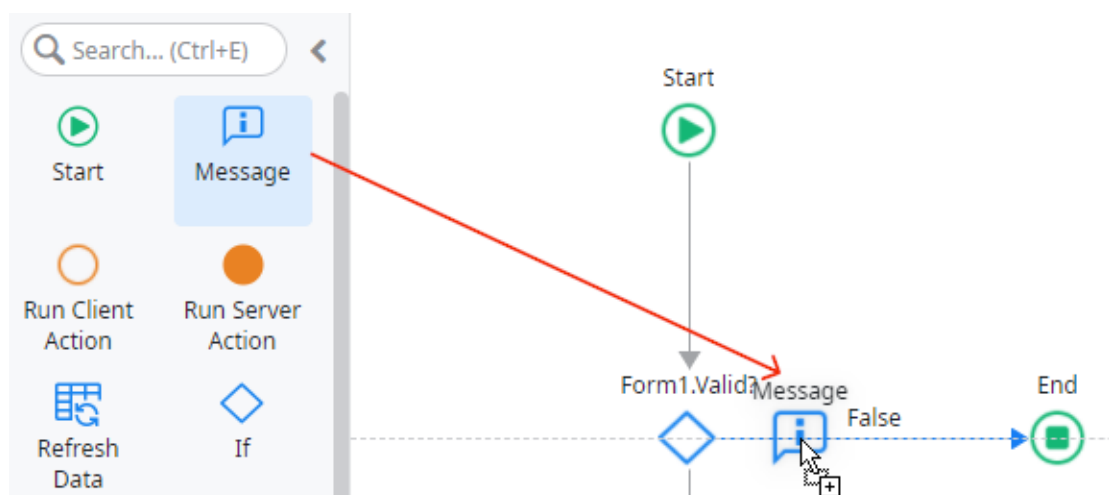 Search... (Ctrl+E)
Start
Message
Run Client
Action
Run Server
Action
Refresh
Data
If
Start
Form1.Valid?
Message
False
End